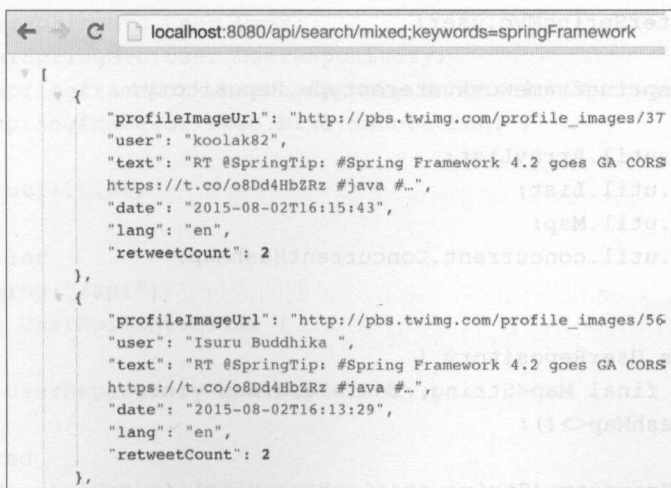 localhost:8080/api/search/mixed;keywords=springFramework
[
{
"profileImageUrl": "http://pbs.twimg.com/profile_images/37
"user": "koolak82",
"text": "RT @SpringTip: #Spring Framework 4.2 goes GA CORS
https://t.co/o8Dd4HbZRz #java #…",
"date": "2015-08-02T16:15:43",
"lang": "en",
"retweetCount": 2
},
{
"profileImageUrl": "http://pbs.twimg.com/profile_images/56
"user": "Isuru Buddhika ",
"text": "RT @SpringTip: #Spring Framework 4.2 goes GA CORS
https://t.co/o8Dd4HbZRz #java #…",
"date": "2015-08-02T16:13:29",
"lang": "en",
"retweetCount": 2
},